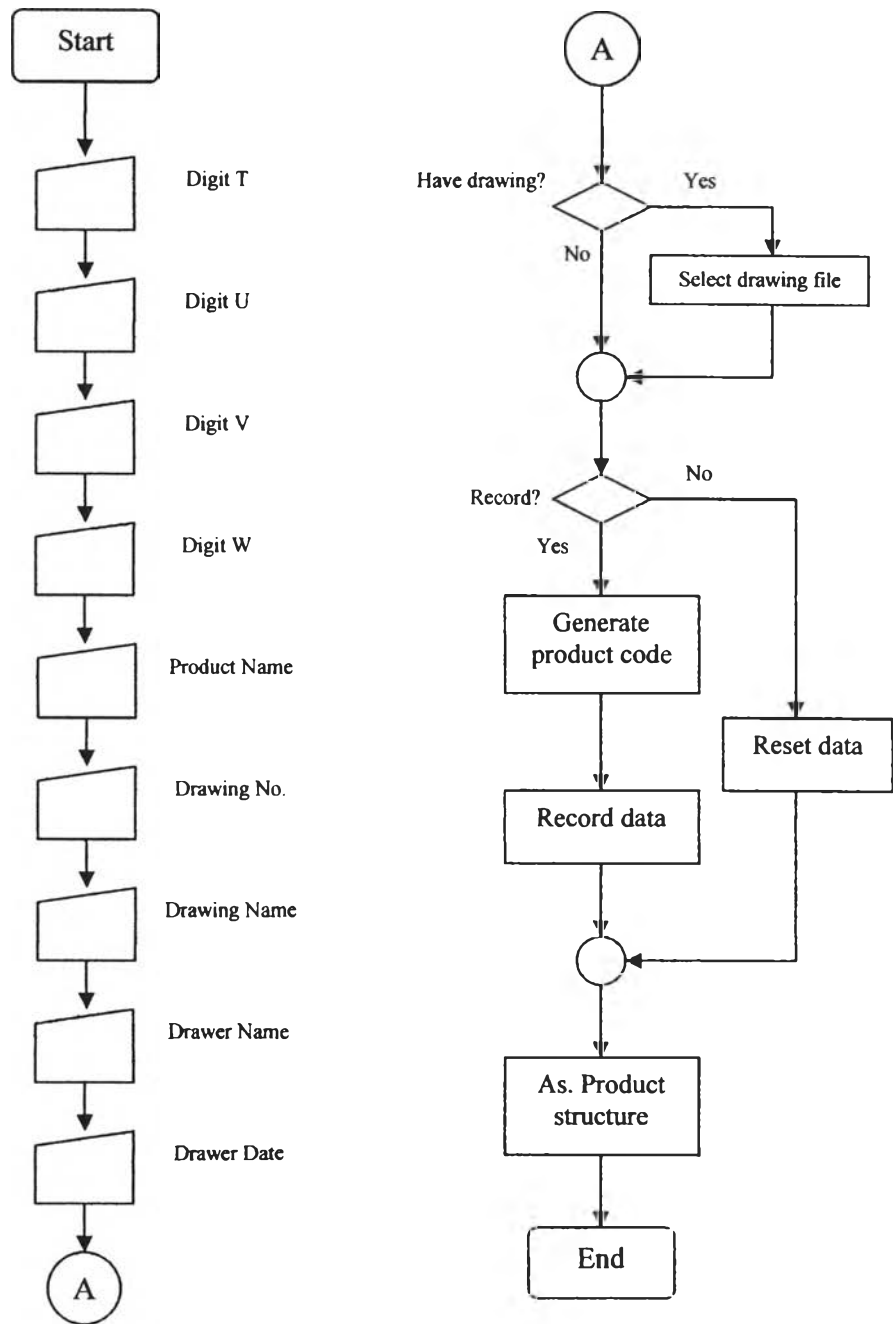 Start
Digit T
Digit U
Digit V
Digit W
Product Name
Drawing No.
Drawing Name
Drawer Name
Drawer Date
A
A
Have drawing?
Yes
No
Select drawing file
Record?
No
Yes
Generate
product code
Reset data
Record data
As. Product
structure
End